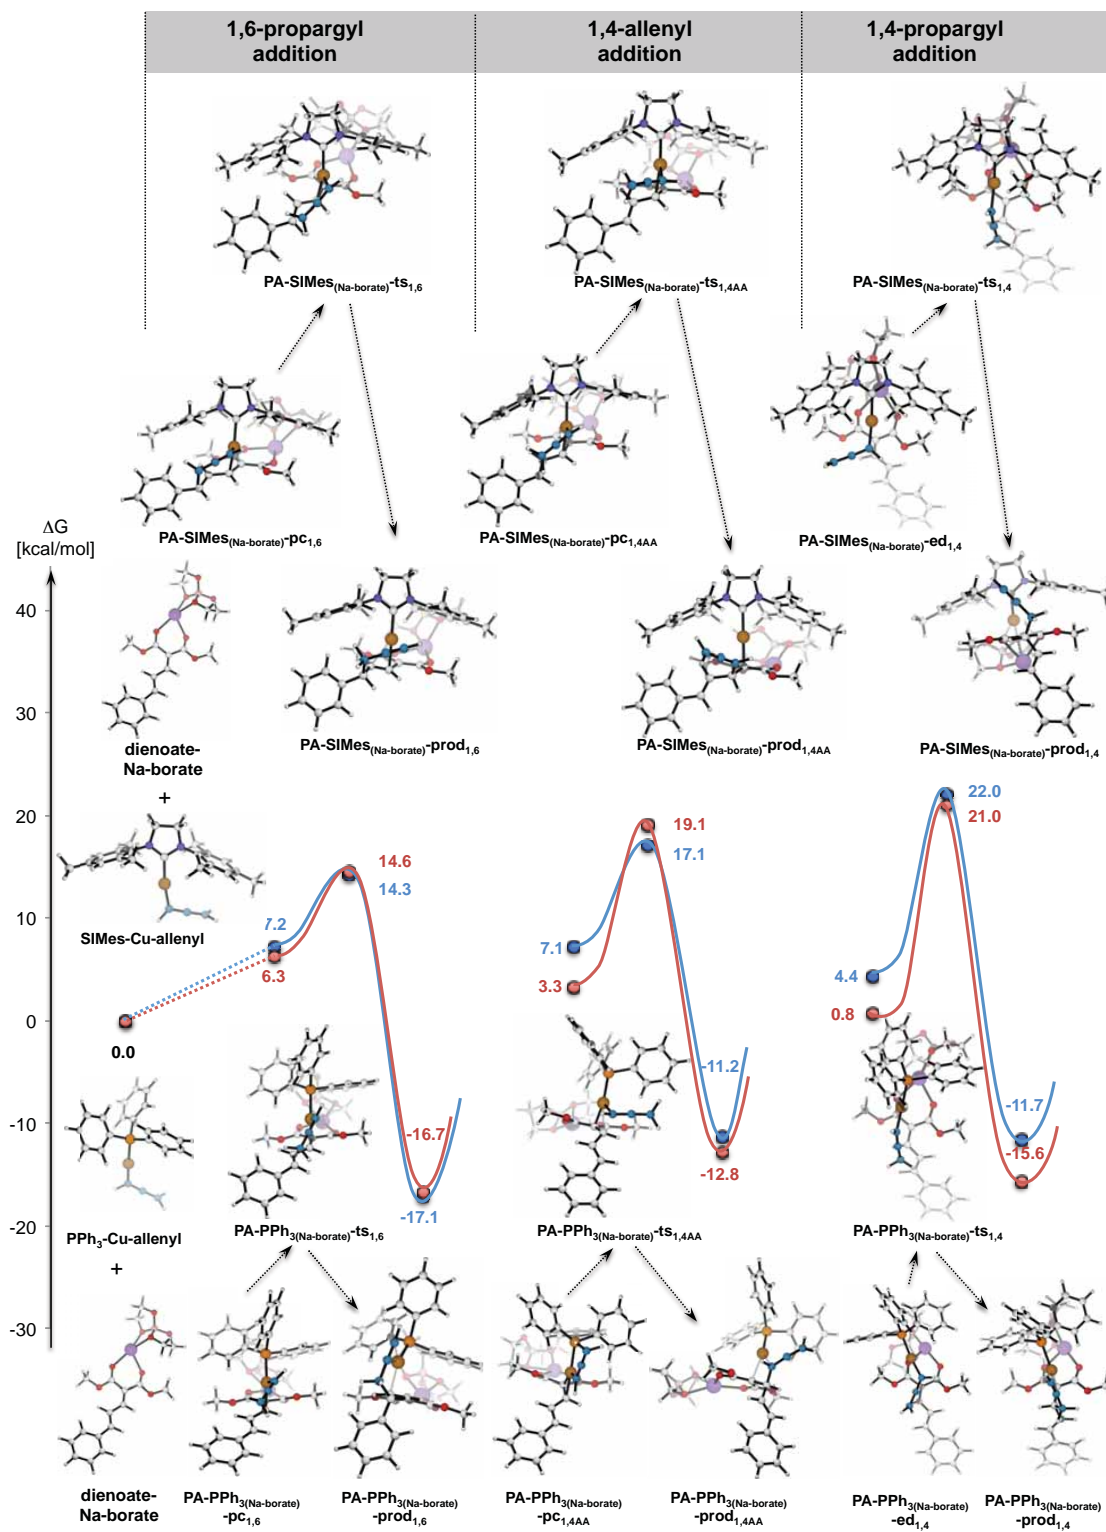 1,6-propargyl
addition
1,4-allenyl
addition
1,4-propargyl
addition
PA-SIMes(Na-borate)-ts1,6
PA-SIMes(Na-borate)-ts1,4AA
PA-SIMes(Na-borate)-ts1,4
PA-SIMes(Na-borate)-pc1,6
PA-SIMes(Na-borate)-pc1,4AA
PA-SIMes(Na-borate)-ed1,4
ΔG
[kcal/mol]
40
30
20
10
0
-10
-20
-30
dienoate-
Na-borate
+
SIMes-Cu-allenyl
PA-SIMes(Na-borate)-prod1,6
PA-SIMes(Na-borate)-prod1,4AA
PA-SIMes(Na-borate)-prod1,4
14.6
14.3
7.2
6.3
0.0
-16.7
-17.1
19.1
17.1
7.1
3.3
-11.2
-12.8
22.0
21.0
4.4
0.8
-11.7
-15.6
PPh3-Cu-allenyl
+
PA-PPh3(Na-borate)-ts1,6
PA-PPh3(Na-borate)-ts1,4AA
PA-PPh3(Na-borate)-ts1,4
dienoate-
Na-borate
PA-PPh3(Na-borate)
-pc1,6
PA-PPh3(Na-borate)
-prod1,6
PA-PPh3(Na-borate)
-pc1,4AA
PA-PPh3(Na-borate)
-prod1,4AA
PA-PPh3(Na-borate)
-ed1,4
PA-PPh3(Na-borate)
-prod1,4